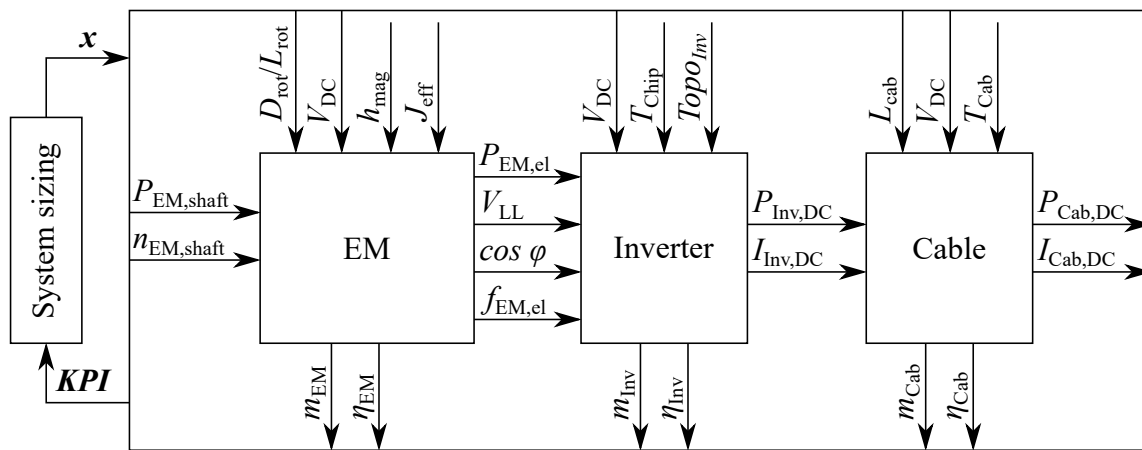 x
System sizing
KPI
P_EM,shaft
n_EM,shaft
D_rot/L_rot
V_DC
h_mag
J_eff
EM
m_EM
η_EM
P_EM,el
V_LL
cos φ
f_EM,el
V_DC
T_Chip
Topo_Inv
Inverter
m_Inv
η_Inv
P_Inv,DC
I_Inv,DC
L_cab
V_DC
T_Cab
Cable
m_Cab
η_Cab
P_Cab,DC
I_Cab,DC